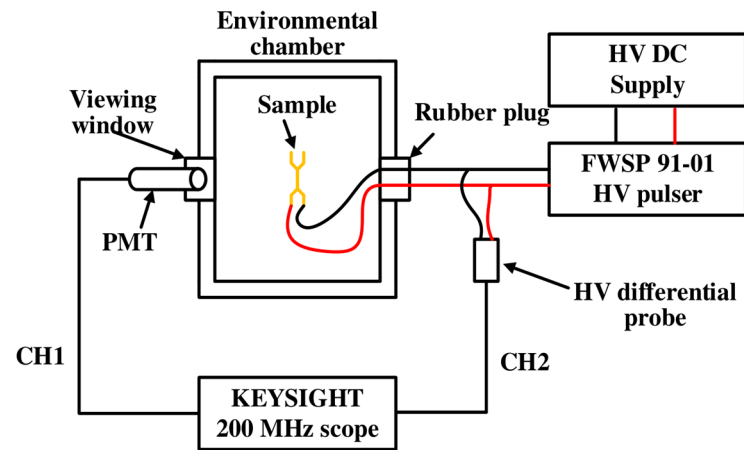 Environmental
chamber
HV DC
Supply
Viewing
window
Sample
Rubber plug
FWSP 91-01
HV pulser
PMT
HV differential
probe
CH1
CH2
KEYSIGHT
200 MHz scope